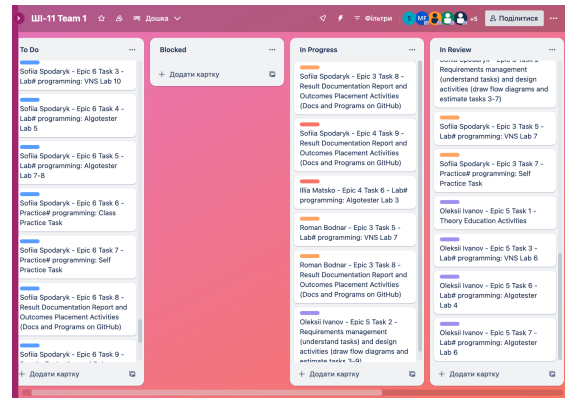 ШІ-11 Team 1
Дошка
Фільтри
S
MF
+5
Поділитися
To Do
Sofiia Spodaryk - Epic 6 Task 3 -
Lab# programming: VNS Lab 10
Sofiia Spodaryk - Epic 6 Task 4 -
Lab# programming: Algotester
Lab 5
Sofiia Spodaryk - Epic 6 Task 5 -
Lab# programming: Algotester
Lab 7-8
Sofiia Spodaryk - Epic 6 Task 6 -
Practice# programming: Class
Practice Task
Sofiia Spodaryk - Epic 6 Task 7 -
Practice# programming: Self
Practice Task
Sofiia Spodaryk - Epic 6 Task 8 -
Result Documentation Report and
Outcomes Placement Activities
(Docs and Programs on GitHub)
Sofiia Spodaryk - Epic 6 Task 9 -
+ Додати картку
Blocked
+ Додати картку
In Progress
Sofiia Spodaryk - Epic 3 Task 8 -
Result Documentation Report and
Outcomes Placement Activities
(Docs and Programs on GitHub)
Sofiia Spodaryk - Epic 4 Task 9 -
Result Documentation Report and
Outcomes Placement Activities
(Docs and Programs on GitHub)
Illia Matsko - Epic 4 Task 6 - Lab#
programming: Algotester Lab 3
Roman Bodnar - Epic 3 Task 5 -
Lab# programming: VNS Lab 7
Roman Bodnar - Epic 3 Task 8 -
Result Documentation Report and
Outcomes Placement Activities
(Docs and Programs on GitHub)
Oleksii Ivanov - Epic 5 Task 2 -
Requirements management
(understand tasks) and design
activities (draw flow diagrams and
estimate tasks 3-9)
+ Додати картку
In Review
Requirements management
(understand tasks) and design
activities (draw flow diagrams and
estimate tasks 3-7)
Sofiia Spodaryk - Epic 3 Task 5 -
Lab# programming: VNS Lab 7
Sofiia Spodaryk - Epic 3 Task 7 -
Practice# programming: Self
Practice Task
Oleksii Ivanov - Epic 5 Task 1 -
Theory Education Activities
Oleksii Ivanov - Epic 5 Task 3 -
Lab# programming: VNS Lab 6
Oleksii Ivanov - Epic 5 Task 6 -
Lab# programming: Algotester
Lab 4
Oleksii Ivanov - Epic 5 Task 7 -
Lab# programming: Algotester
Lab 6
+ Додати картку